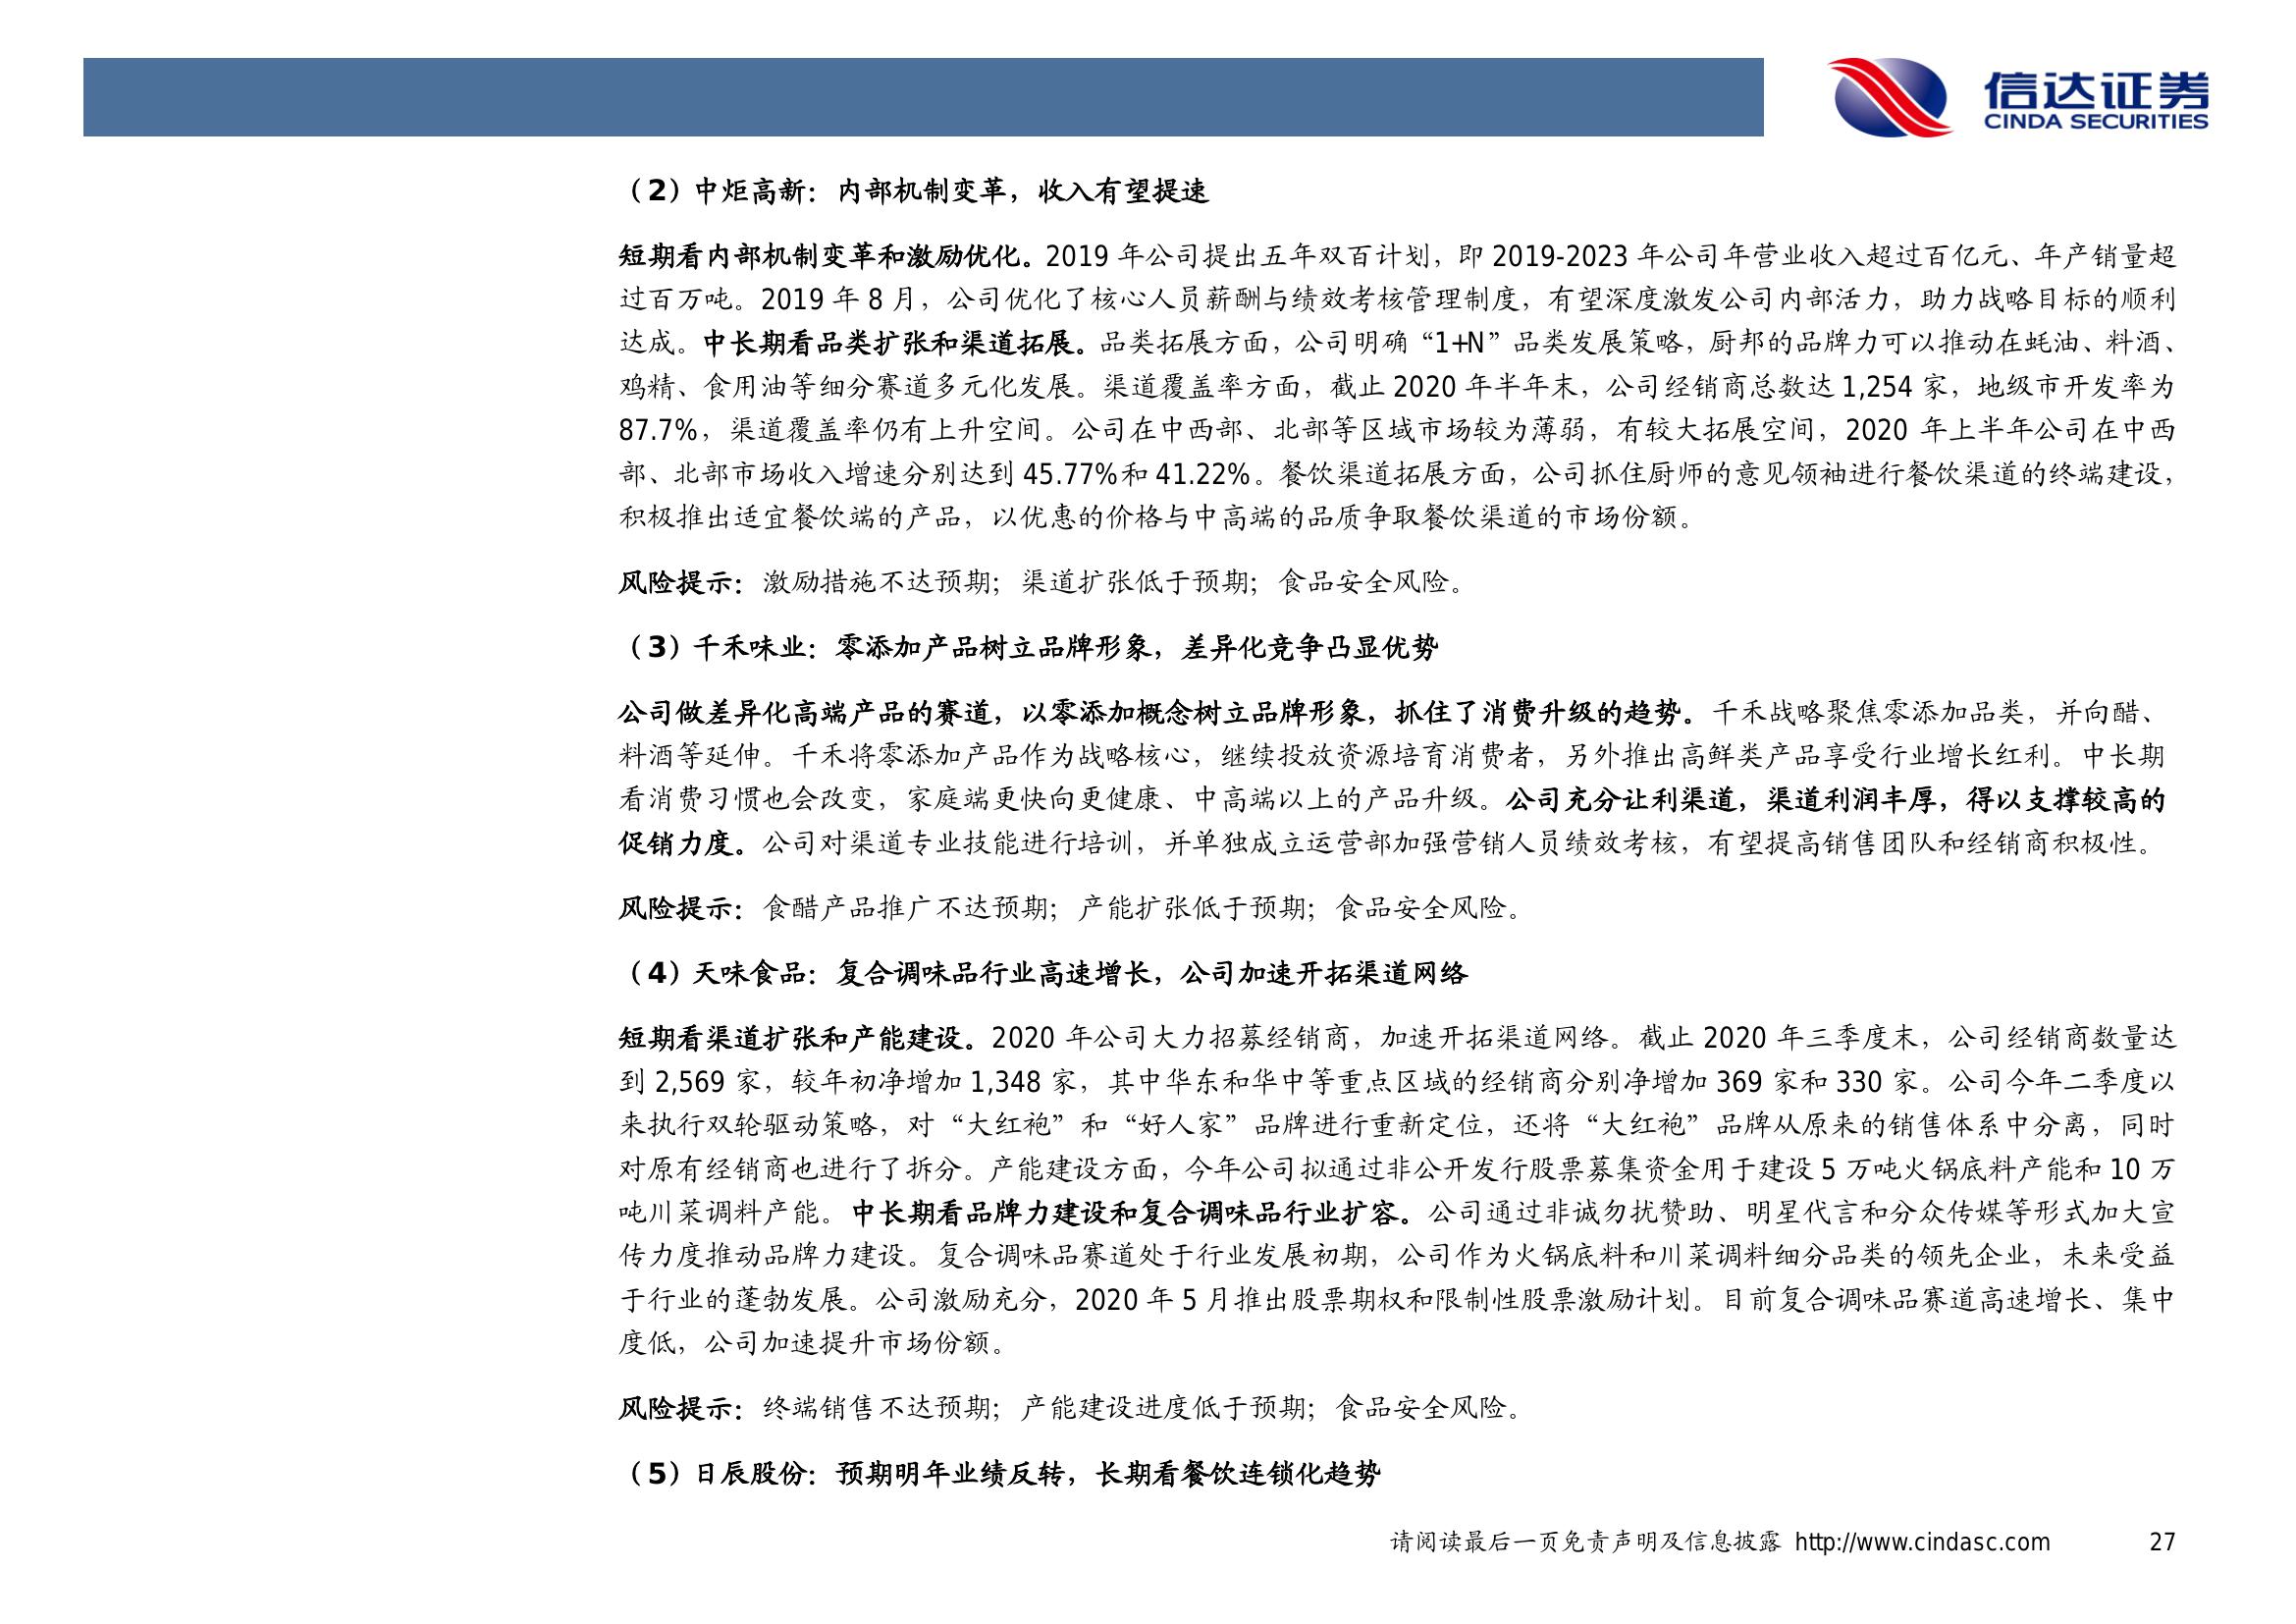 信达证券
CINDA SECURITIES
（2）中炬高新：内部机制变革，收入有望提速
短期看内部机制变革和激励优化。2019 年公司提出五年双百计划，即 2019-2023 年公司年营业收入超过百亿元、年产销量超
过百万吨。2019 年 8 月，公司优化了核心人员薪酬与绩效考核管理制度，有望深度激发公司内部活力，助力战略目标的顺利
达成。中长期看品类扩张和渠道拓展。品类拓展方面，公司明确“1+N”品类发展策略，厨邦的品牌力可以推动在蚝油、料酒、
鸡精、食用油等细分赛道多元化发展。渠道覆盖率方面，截止 2020 年半年末，公司经销商总数达 1,254 家，地级市开发率为
87.7%，渠道覆盖率仍有上升空间。公司在中西部、北部等区域市场较为薄弱，有较大拓展空间，2020 年上半年公司在中西
部、北部市场收入增速分别达到 45.77%和 41.22%。餐饮渠道拓展方面，公司抓住厨师的意见领袖进行餐饮渠道的终端建设，
积极推出适宜餐饮端的产品，以优惠的价格与中高端的品质争取餐饮渠道的市场份额。
风险提示：激励措施不达预期；渠道扩张低于预期；食品安全风险。
（3）千禾味业：零添加产品树立品牌形象，差异化竞争凸显优势
公司做差异化高端产品的赛道，以零添加概念树立品牌形象，抓住了消费升级的趋势。千禾战略聚焦零添加品类，并向醋、
料酒等延伸。千禾将零添加产品作为战略核心，继续投放资源培育消费者，另外推出高鲜类产品享受行业增长红利。中长期
看消费习惯也会改变，家庭端更快向更健康、中高端以上的产品升级。公司充分让利渠道，渠道利润丰厚，得以支撑较高的
促销力度。公司对渠道专业技能进行培训，并单独成立运营部加强营销人员绩效考核，有望提高销售团队和经销商积极性。
风险提示：食醋产品推广不达预期；产能扩张低于预期；食品安全风险。
（4）天味食品：复合调味品行业高速增长，公司加速开拓渠道网络
短期看渠道扩张和产能建设。2020 年公司大力招募经销商，加速开拓渠道网络。截止 2020 年三季度末，公司经销商数量达
到 2,569 家，较年初净增加 1,348 家，其中华东和华中等重点区域的经销商分别净增加 369 家和 330 家。公司今年二季度以
来执行双轮驱动策略，对“大红袍”和“好人家”品牌进行重新定位，还将“大红袍”品牌从原来的销售体系中分离，同时
对原有经销商也进行了拆分。产能建设方面，今年公司拟通过非公开发行股票募集资金用于建设 5 万吨火锅底料产能和 10 万
吨川菜调料产能。中长期看品牌力建设和复合调味品行业扩容。公司通过非诚勿扰赞助、明星代言和分众传媒等形式加大宣
传力度推动品牌力建设。复合调味品赛道处于行业发展初期，公司作为火锅底料和川菜调料细分品类的领先企业，未来受益
于行业的蓬勃发展。公司激励充分，2020 年 5 月推出股票期权和限制性股票激励计划。目前复合调味品赛道高速增长、集中
度低，公司加速提升市场份额。
风险提示：终端销售不达预期；产能建设进度低于预期；食品安全风险。
（5）日辰股份：预期明年业绩反转，长期看餐饮连锁化趋势
请阅读最后一页免责声明及信息披露 http://www.cindasc.com 27